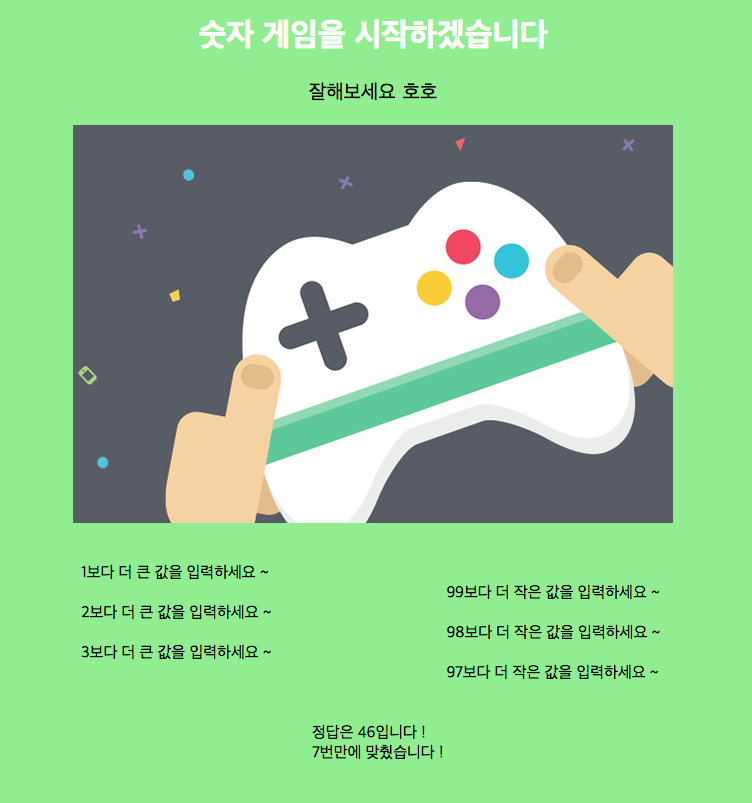 숫자 게임을 시작하겠습니다
잘해보세요 호호
1보다 더 큰 값을 입력하세요 ~
99보다 더 작은 값을 입력하세요 ~
2보다 더 큰 값을 입력하세요 ~
98보다 더 작은 값을 입력하세요 ~
3보다 더 큰 값을 입력하세요 ~
97보다 더 작은 값을 입력하세요 ~
정답은 46입니다 !
7번만에 맞췄습니다 !